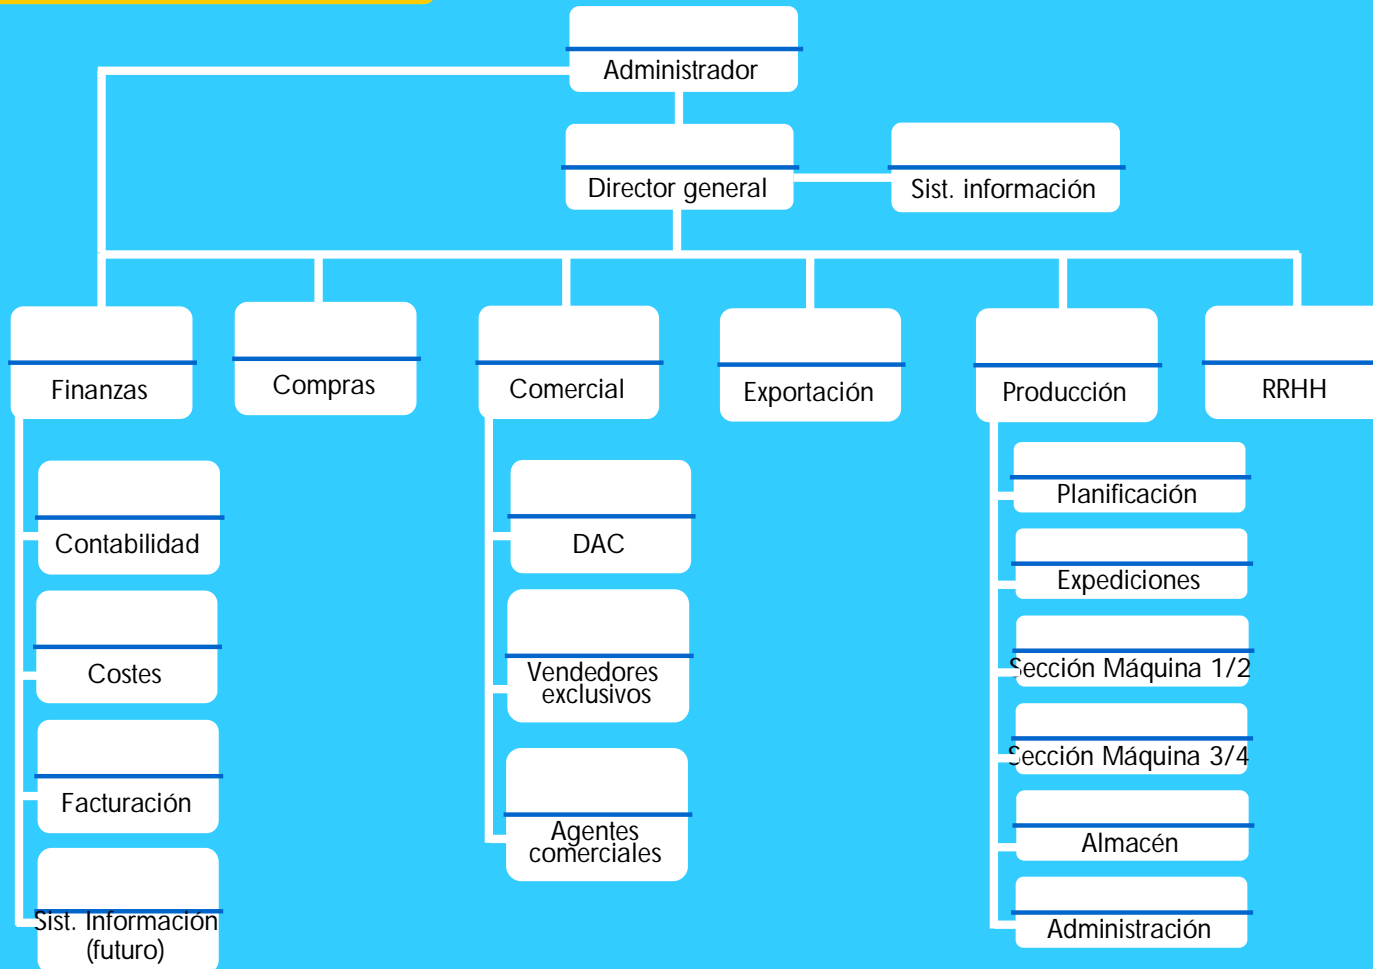 Administrador
Director general
Sist. información
Finanzas
Compras
Comercial
Exportación
Producción
RRHH
Contabilidad
Costes
Facturación
Sist. Información
(futuro)
DAC
Vendedores
exclusivos
Agentes
comerciales
Planificación
Expediciones
Sección Máquina 1/2
Sección Máquina 3/4
Almacén
Administración